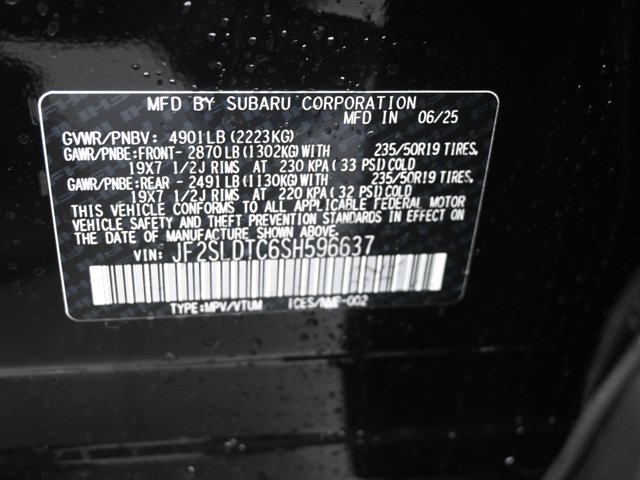 MFD BY SUBARU CORPORATION
MFD IN 06/25
GVWR/PNBV: 4901LB (2223KG)
GAWR/PNBE:FRONT- 2870LB (1302KG)WITH 235/50R19 TIRES,
19X7 1/2J RIMS AT 230 KPA (33 PSI)COLD
GAWR/PNBE:REAR - 2491LB (1130KG)WITH 235/50R19 TIRES,
19X7 1/2J RIMS AT 220 KPA (32 PSI)COLD
THIS VEHICLE CONFORMS TO ALL APPLICABLE FEDERAL MOTOR
VEHICLE SAFETY AND THEFT PREVENTION STANDARDS IN EFFECT ON
THE DATE OF MANUFACTURE SHOWN ABOVE.
VIN: JF2SLDTC6SH596637
TYPE:MPV/VTUM ICES/NMB-002